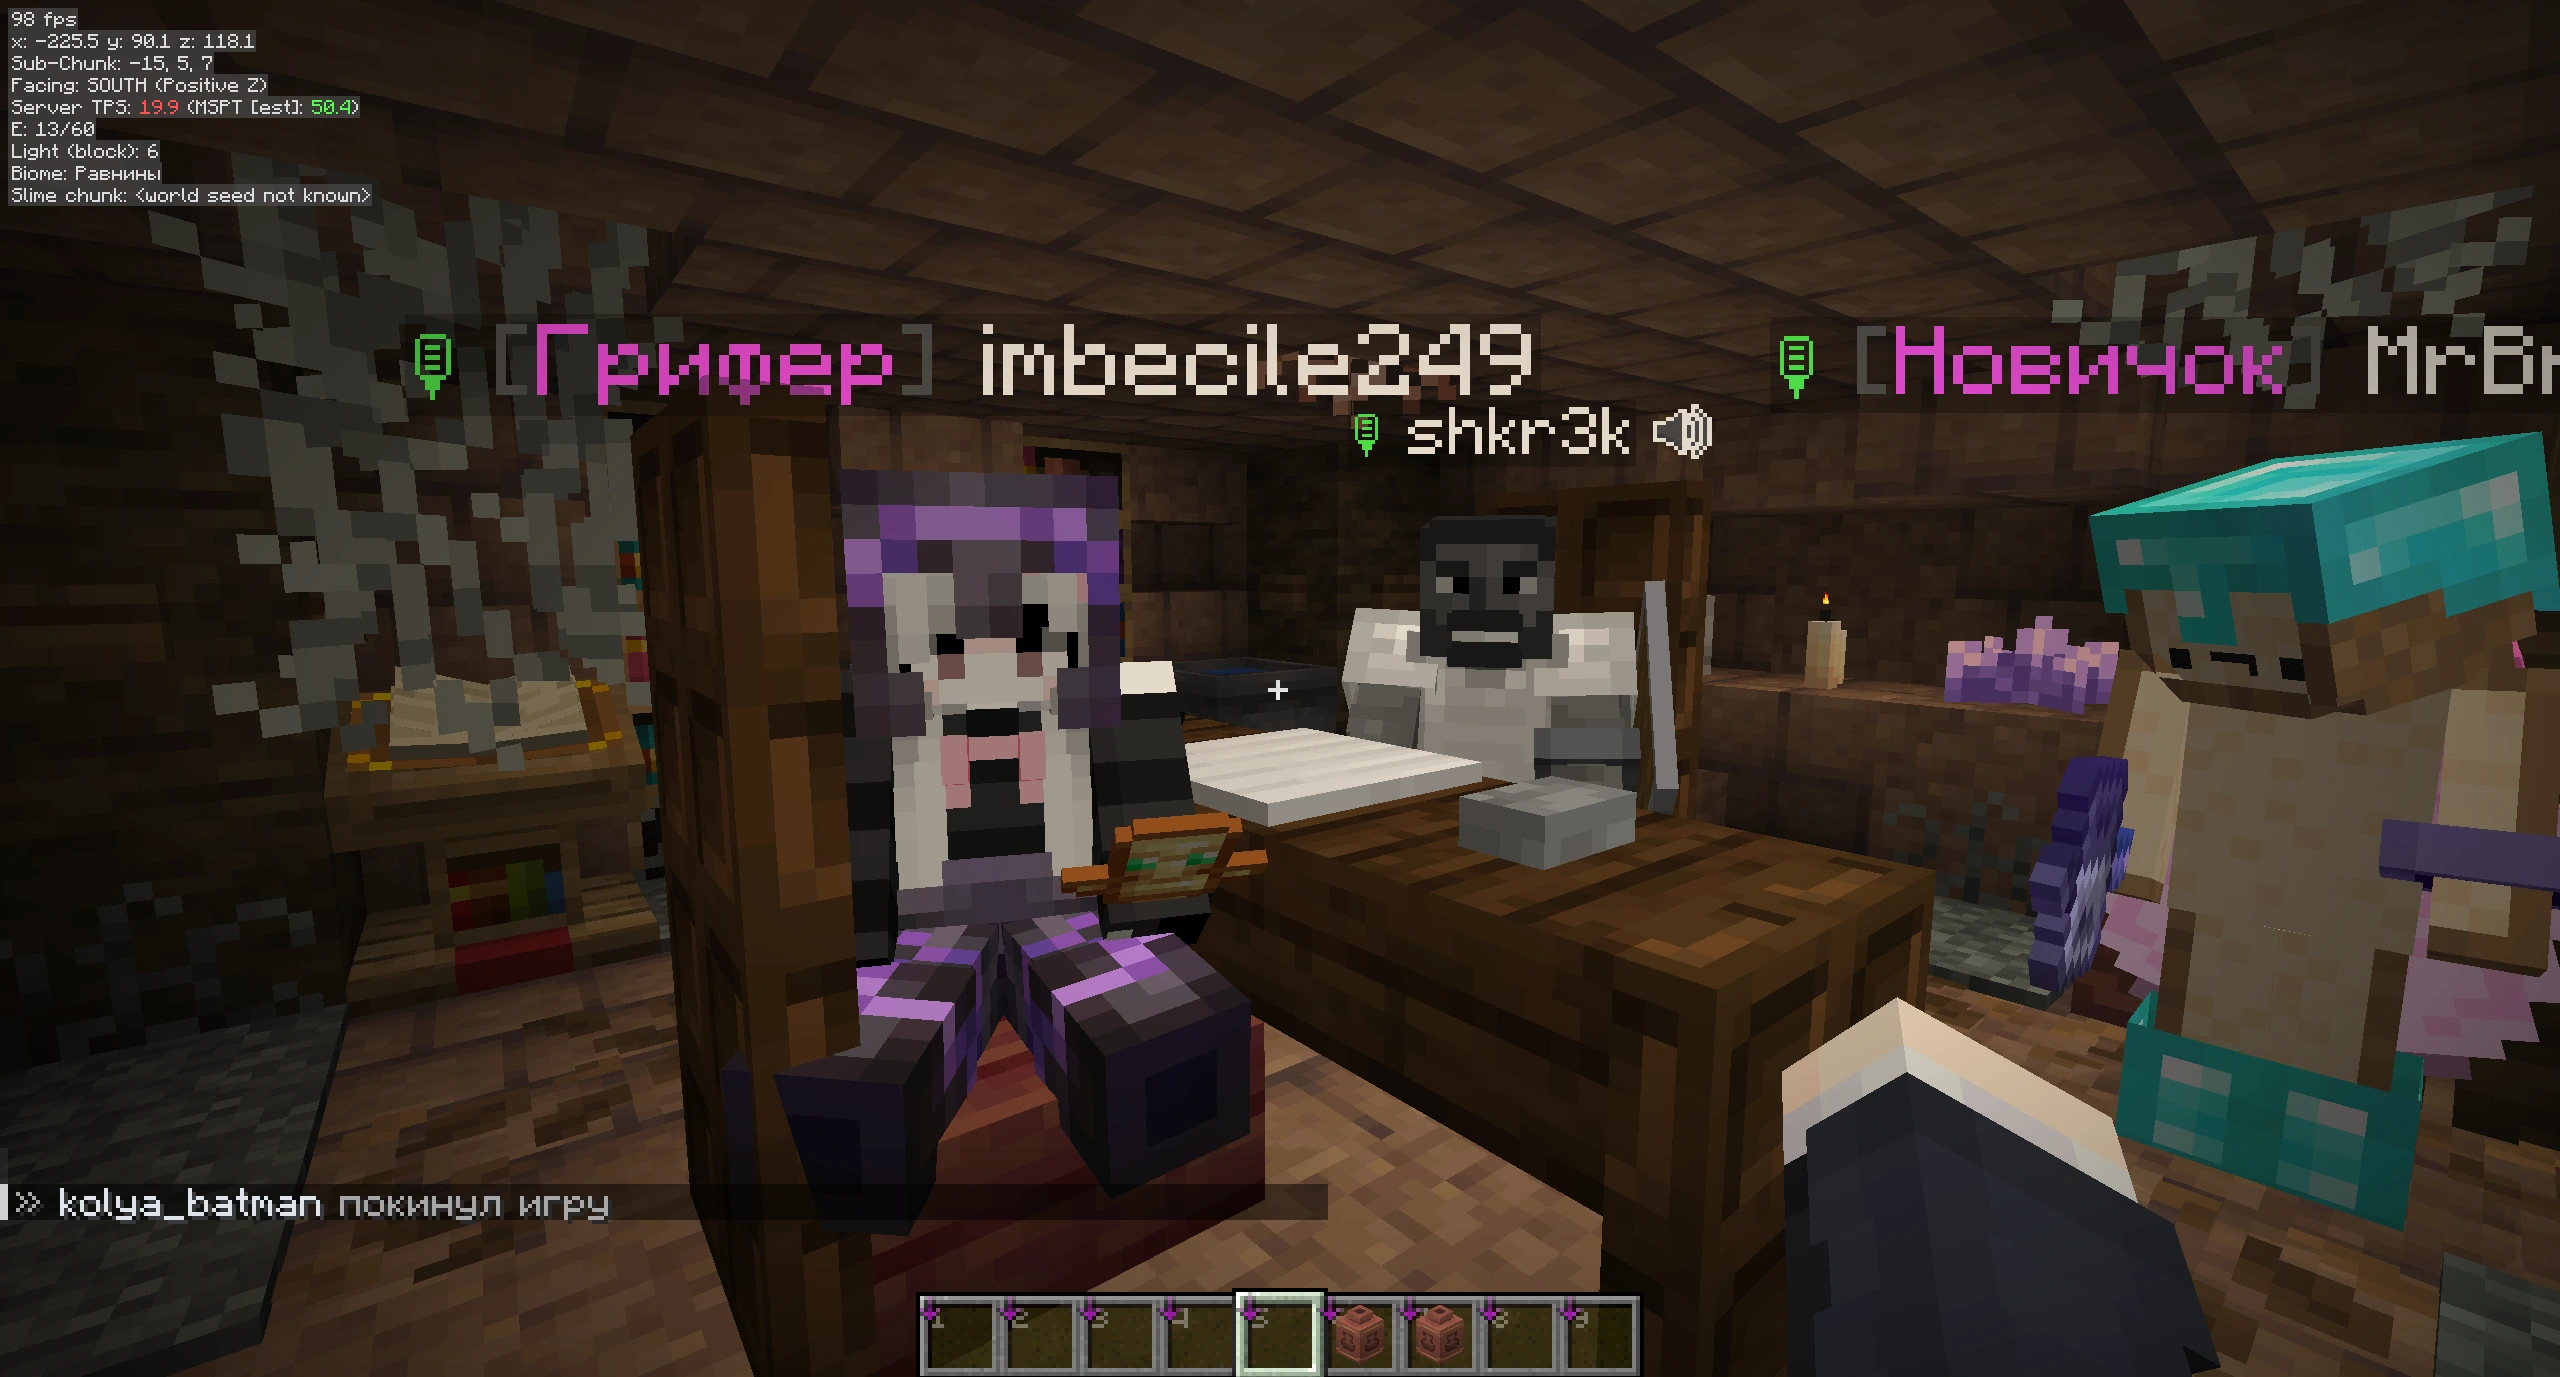 98 fps
x: -225.5 y: 90.1 z: 118.1
Sub-Chunk: -15, 5, 7
Facing: SOUTH (Positive Z)
Server TPS: 19.9 (MSPT [est]: 50.4)
E: 13/60
Light (block): 6
Biome: Равнины
Slime chunk: <world seed not known>
[Грифер] imbecile249
[Новичок] MrB
shkr3k
» kolya_batman покинул игру
1 2 3 4 5 8 9